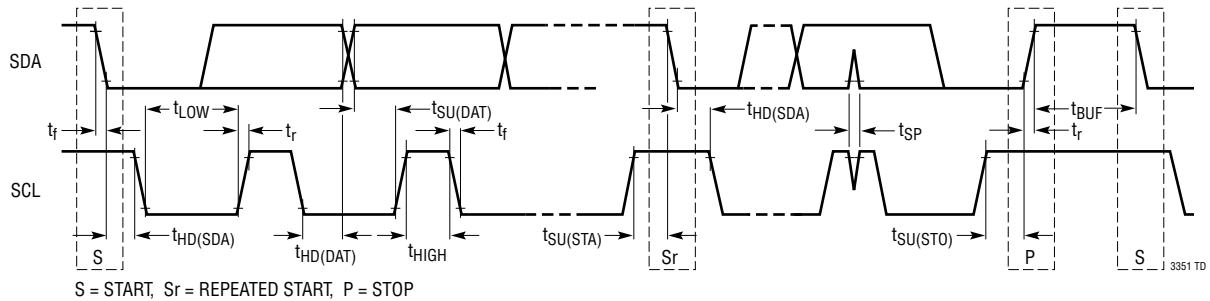 SDA
t_LOW
t_SU(DAT)
t_HD(SDA)
t_BUF
t_f
t_r
t_f
t_SP
t_r
SCL
t_HD(SDA)
t_HD(DAT)
t_HIGH
t_SU(STA)
t_SU(STO)
S
Sr
P
S
3351 TD
S = START, Sr = REPEATED START, P = STOP